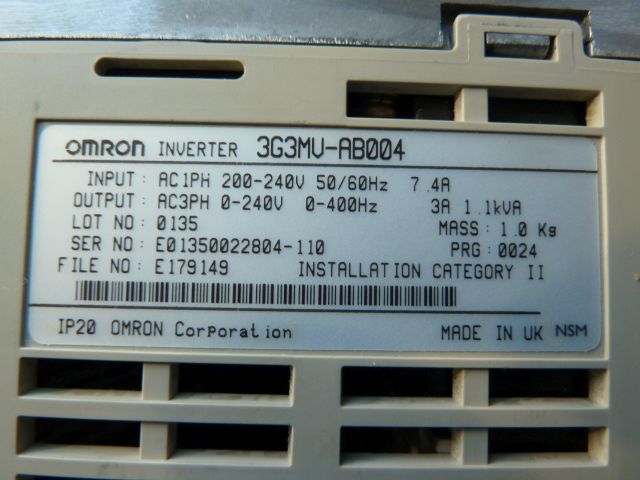 OMRON INVERTER 3G3MV-AB004
INPUT: AC1PH 200-240V 50/60Hz 7.4A
OUTPUT: AC3PH 0-240V 0-400Hz 3A 1.1kVA
LOT NO: 0135 MASS: 1.0 Kg
SER NO: E01350022804-110 PRG: 0024
FILE NO: E179149 INSTALLATION CATEGORY II
IP20 OMRON Corporation MADE IN UK NSM